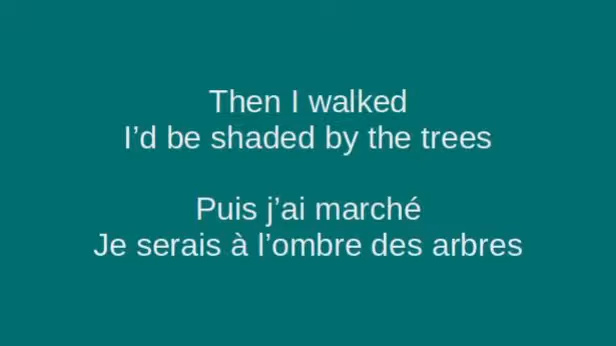 Then I walked
I’d be shaded by the trees
Puis j’ai marché
Je serais à l’ombre des arbres